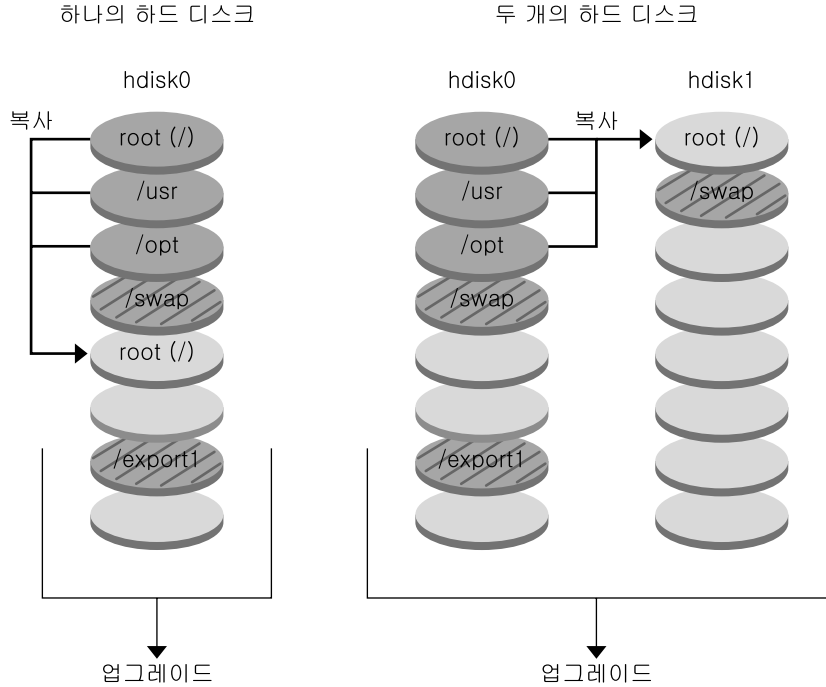 하나의 하드 디스크
두 개의 하드 디스크
hdisk0
hdisk0
hdisk1
복사
root (/)
/usr
/opt
/swap
root (/)
/export1
복사
root (/)
/usr
/opt
/swap
/export1
root (/)
/swap
업그레이드
업그레이드